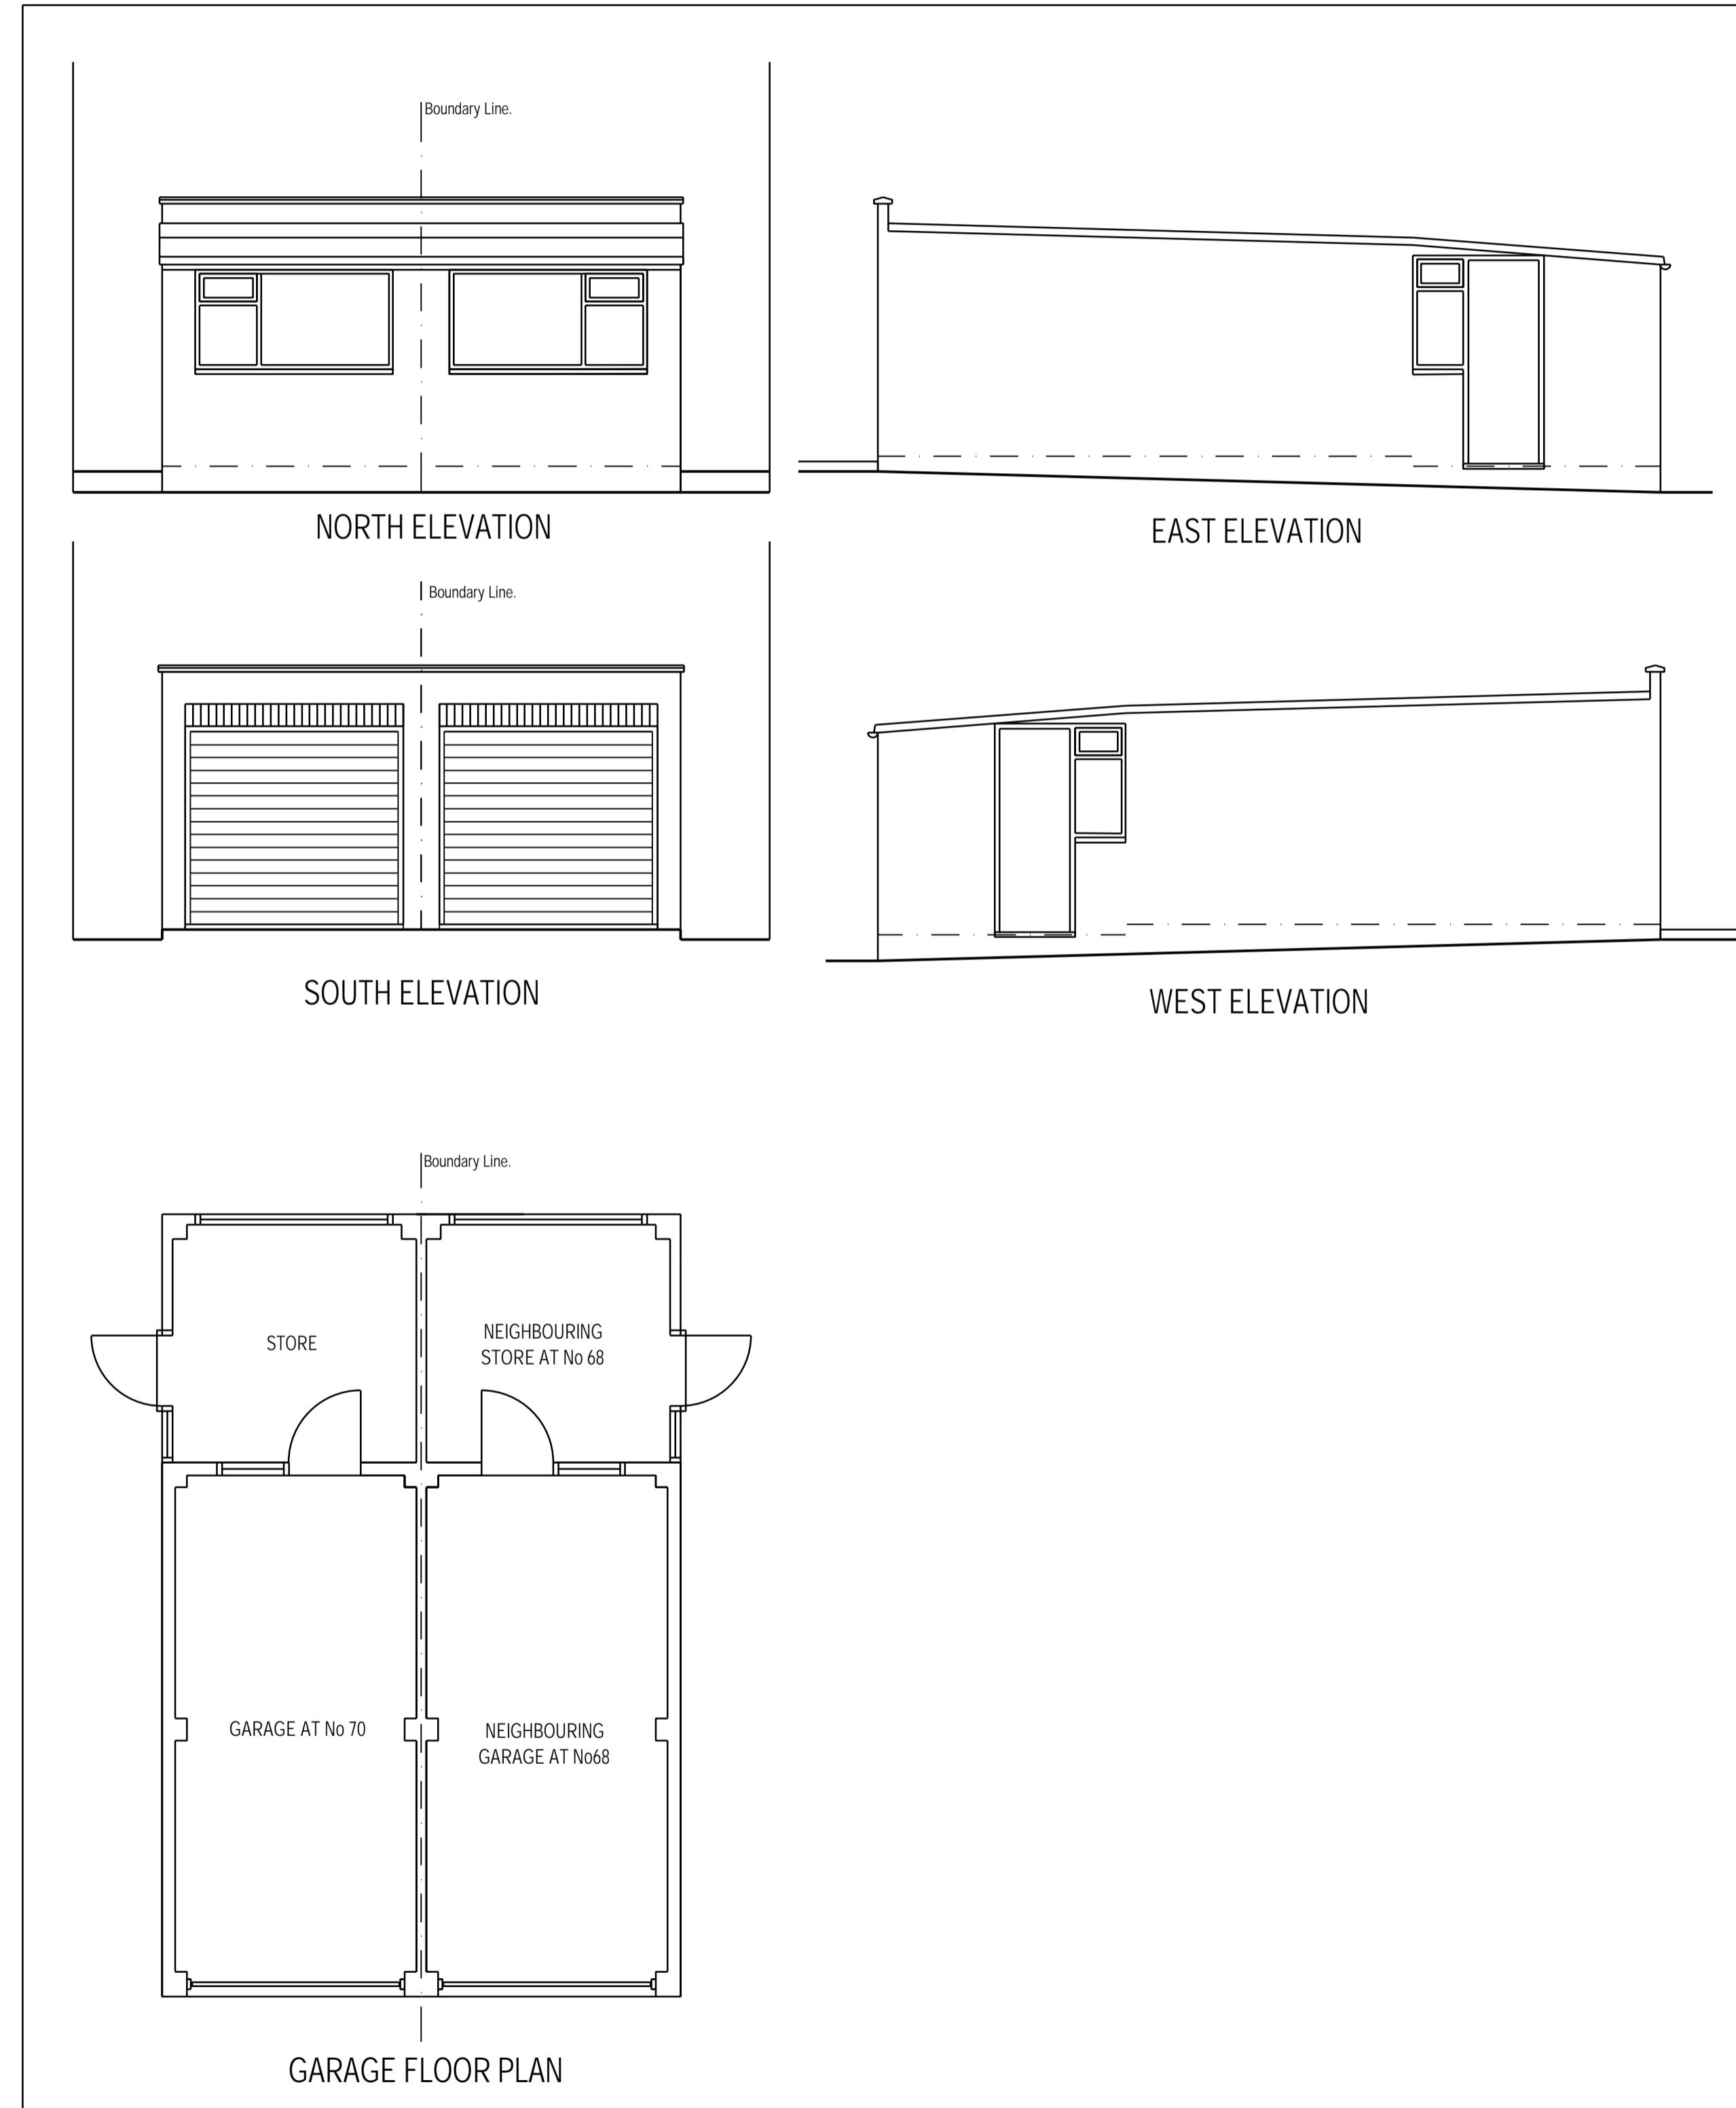 Boundary Line.
NORTH ELEVATION
EAST ELEVATION
Boundary Line.
SOUTH ELEVATION
WEST ELEVATION
Boundary Line.
STORE
NEIGHBOURING
STORE AT No 68
GARAGE AT No 70
NEIGHBOURING
GARAGE AT No68
GARAGE FLOOR PLAN